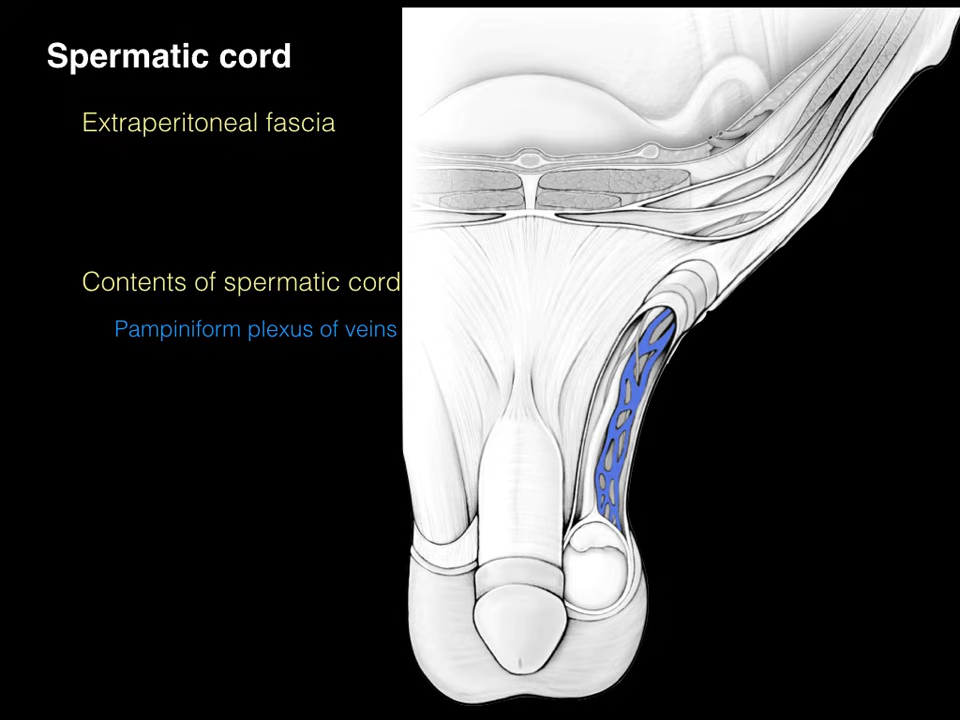 Spermatic cord
Extraperitoneal fascia
Contents of spermatic cord
Pampiniform plexus of veins